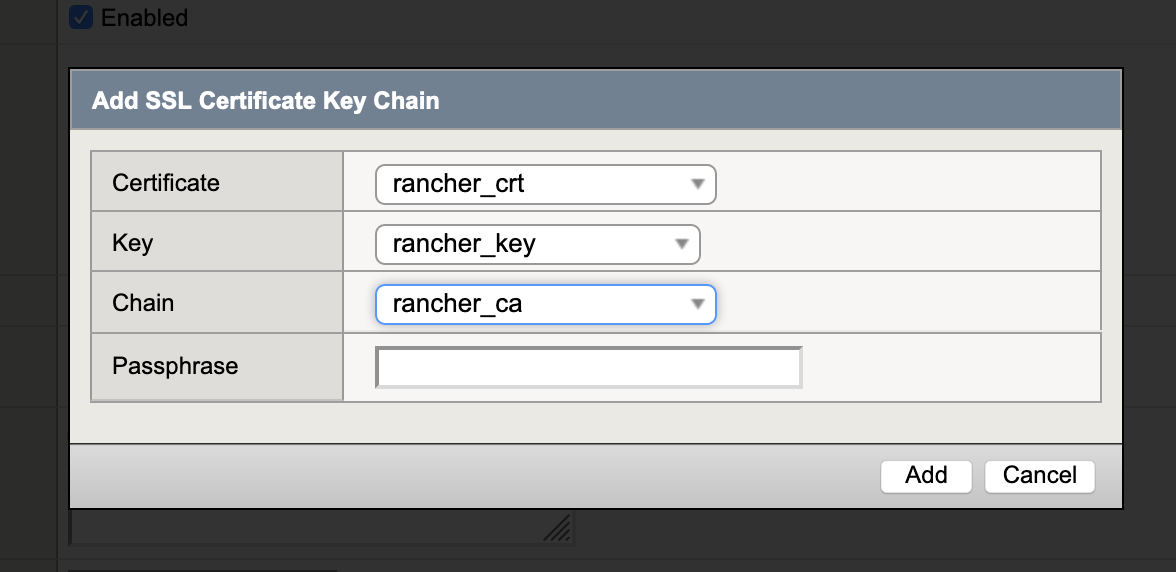 Enabled
Add SSL Certificate Key Chain
Certificate
rancher_crt
Key
rancher_key
Chain
rancher_ca
Passphrase
Add
Cancel